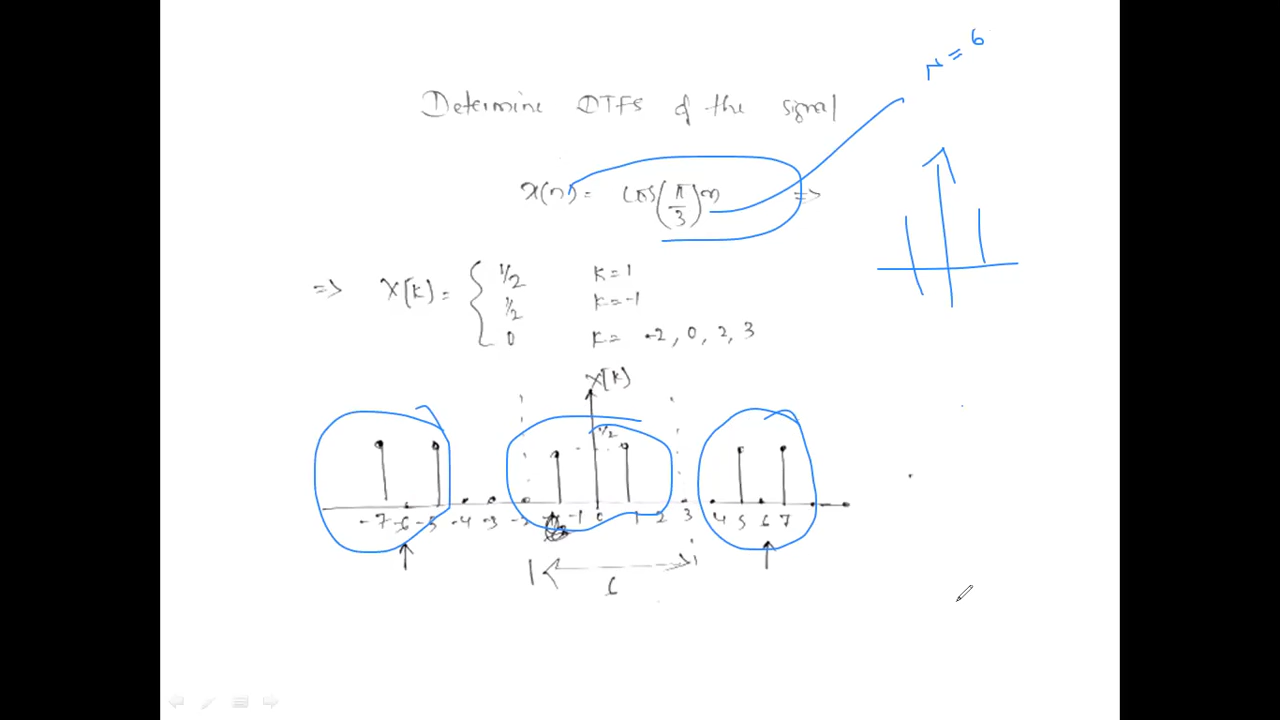 N = 6
Determine DTFS of the signal
x(n) = cos(π/3)n =>
=> X[k] = { 1/2 k=1
1/2 k=-1
0 k= -2, 0, 2, 3
X[k]
1/2
-7 -6 -5 -4 -3 -2 -1 0 1 2 3 4 5 6 7
6